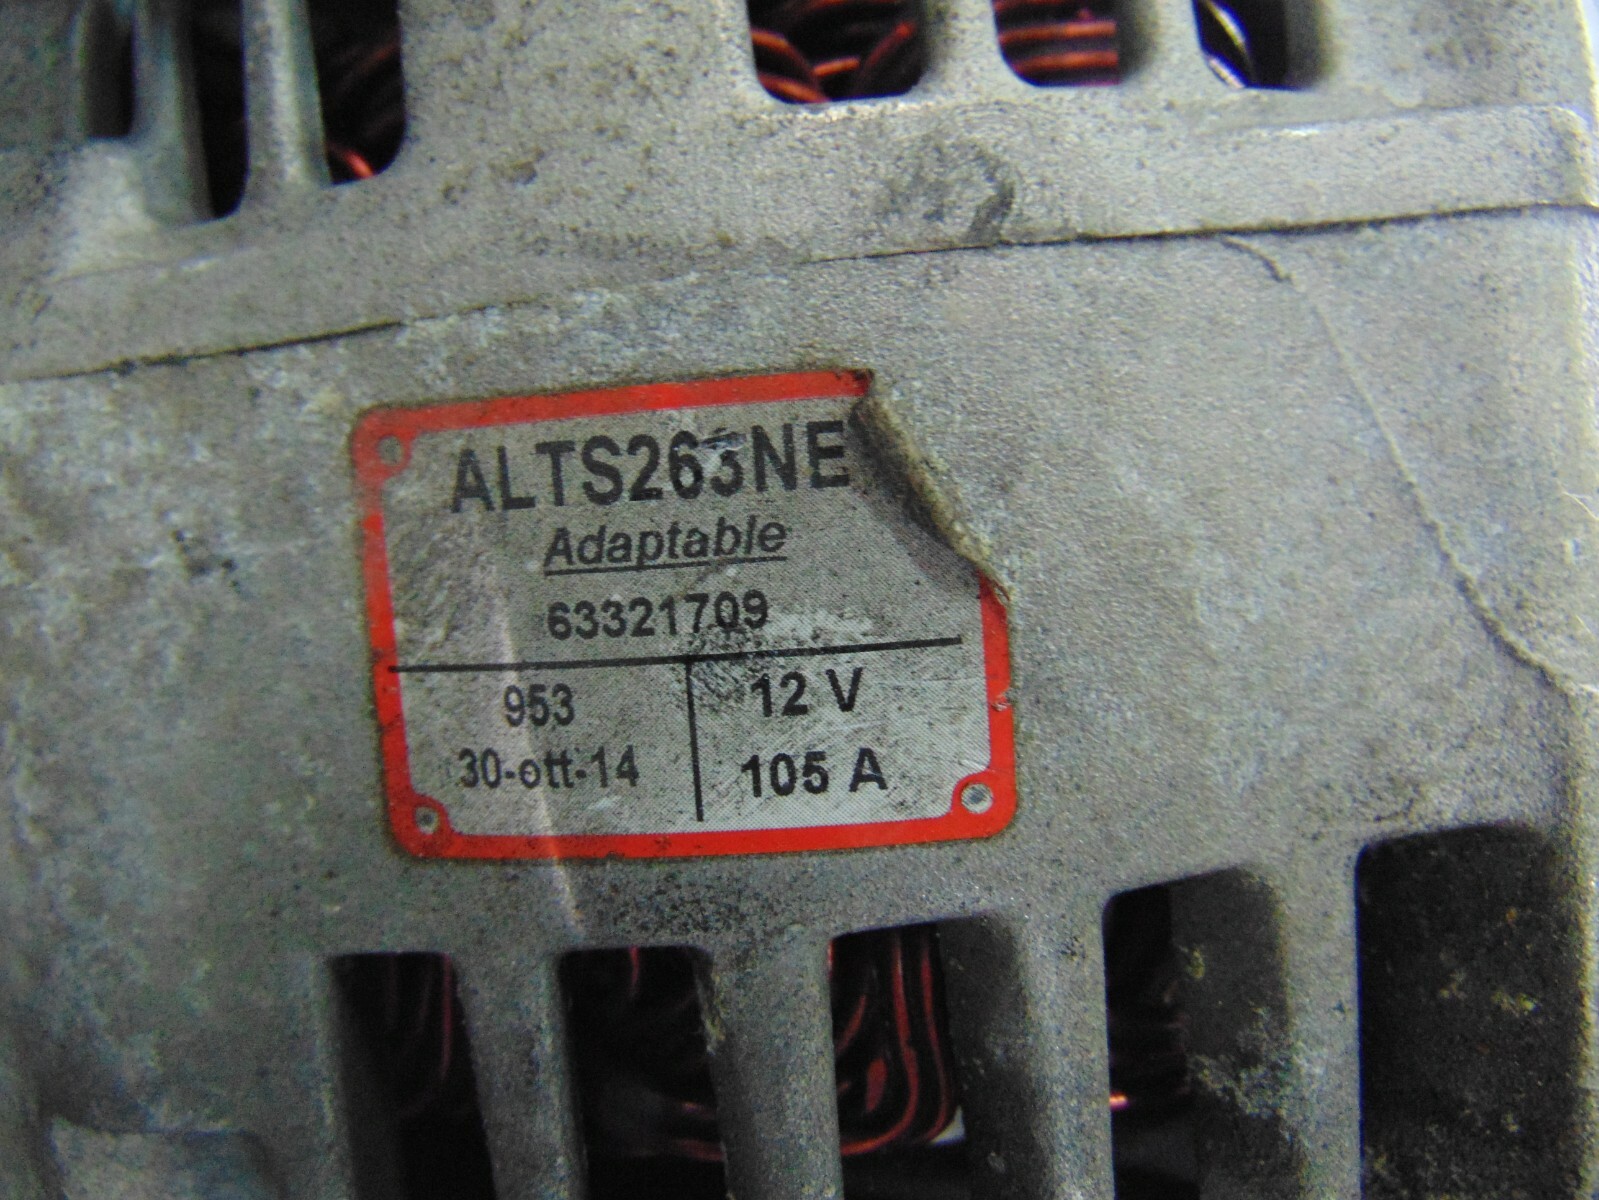 ALTS263NE
Adaptable
63321709
953
30-ott-14
12 V
105 A